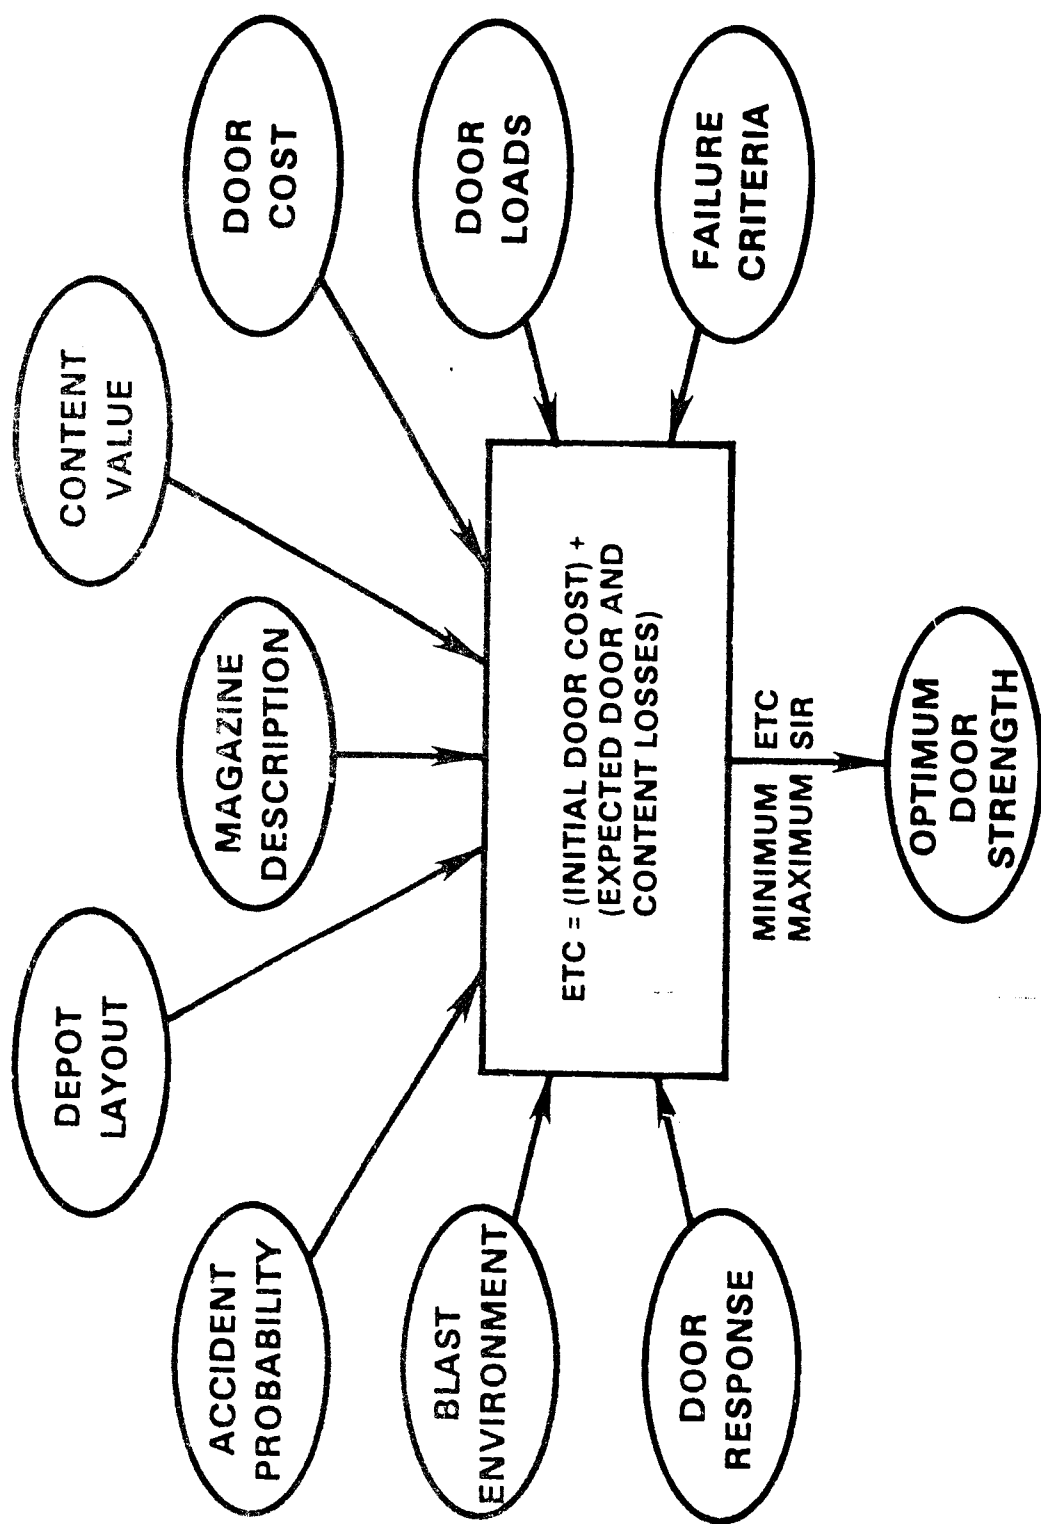 DEPOT
LAYOUT
CONTENT
VALUE
ACCIDENT
PROBABILITY
MAGAZINE
DESCRIPTION
DOOR
COST
BLAST
ENVIRONMENT
DOOR
LOADS
DOOR
RESPONSE
FAILURE
CRITERIA
ETC = (INITIAL DOOR COST) +
(EXPECTED DOOR AND
CONTENT LOSSES)
MINIMUM ETC
MAXIMUM SIR
OPTIMUM
DOOR
STRENGTH